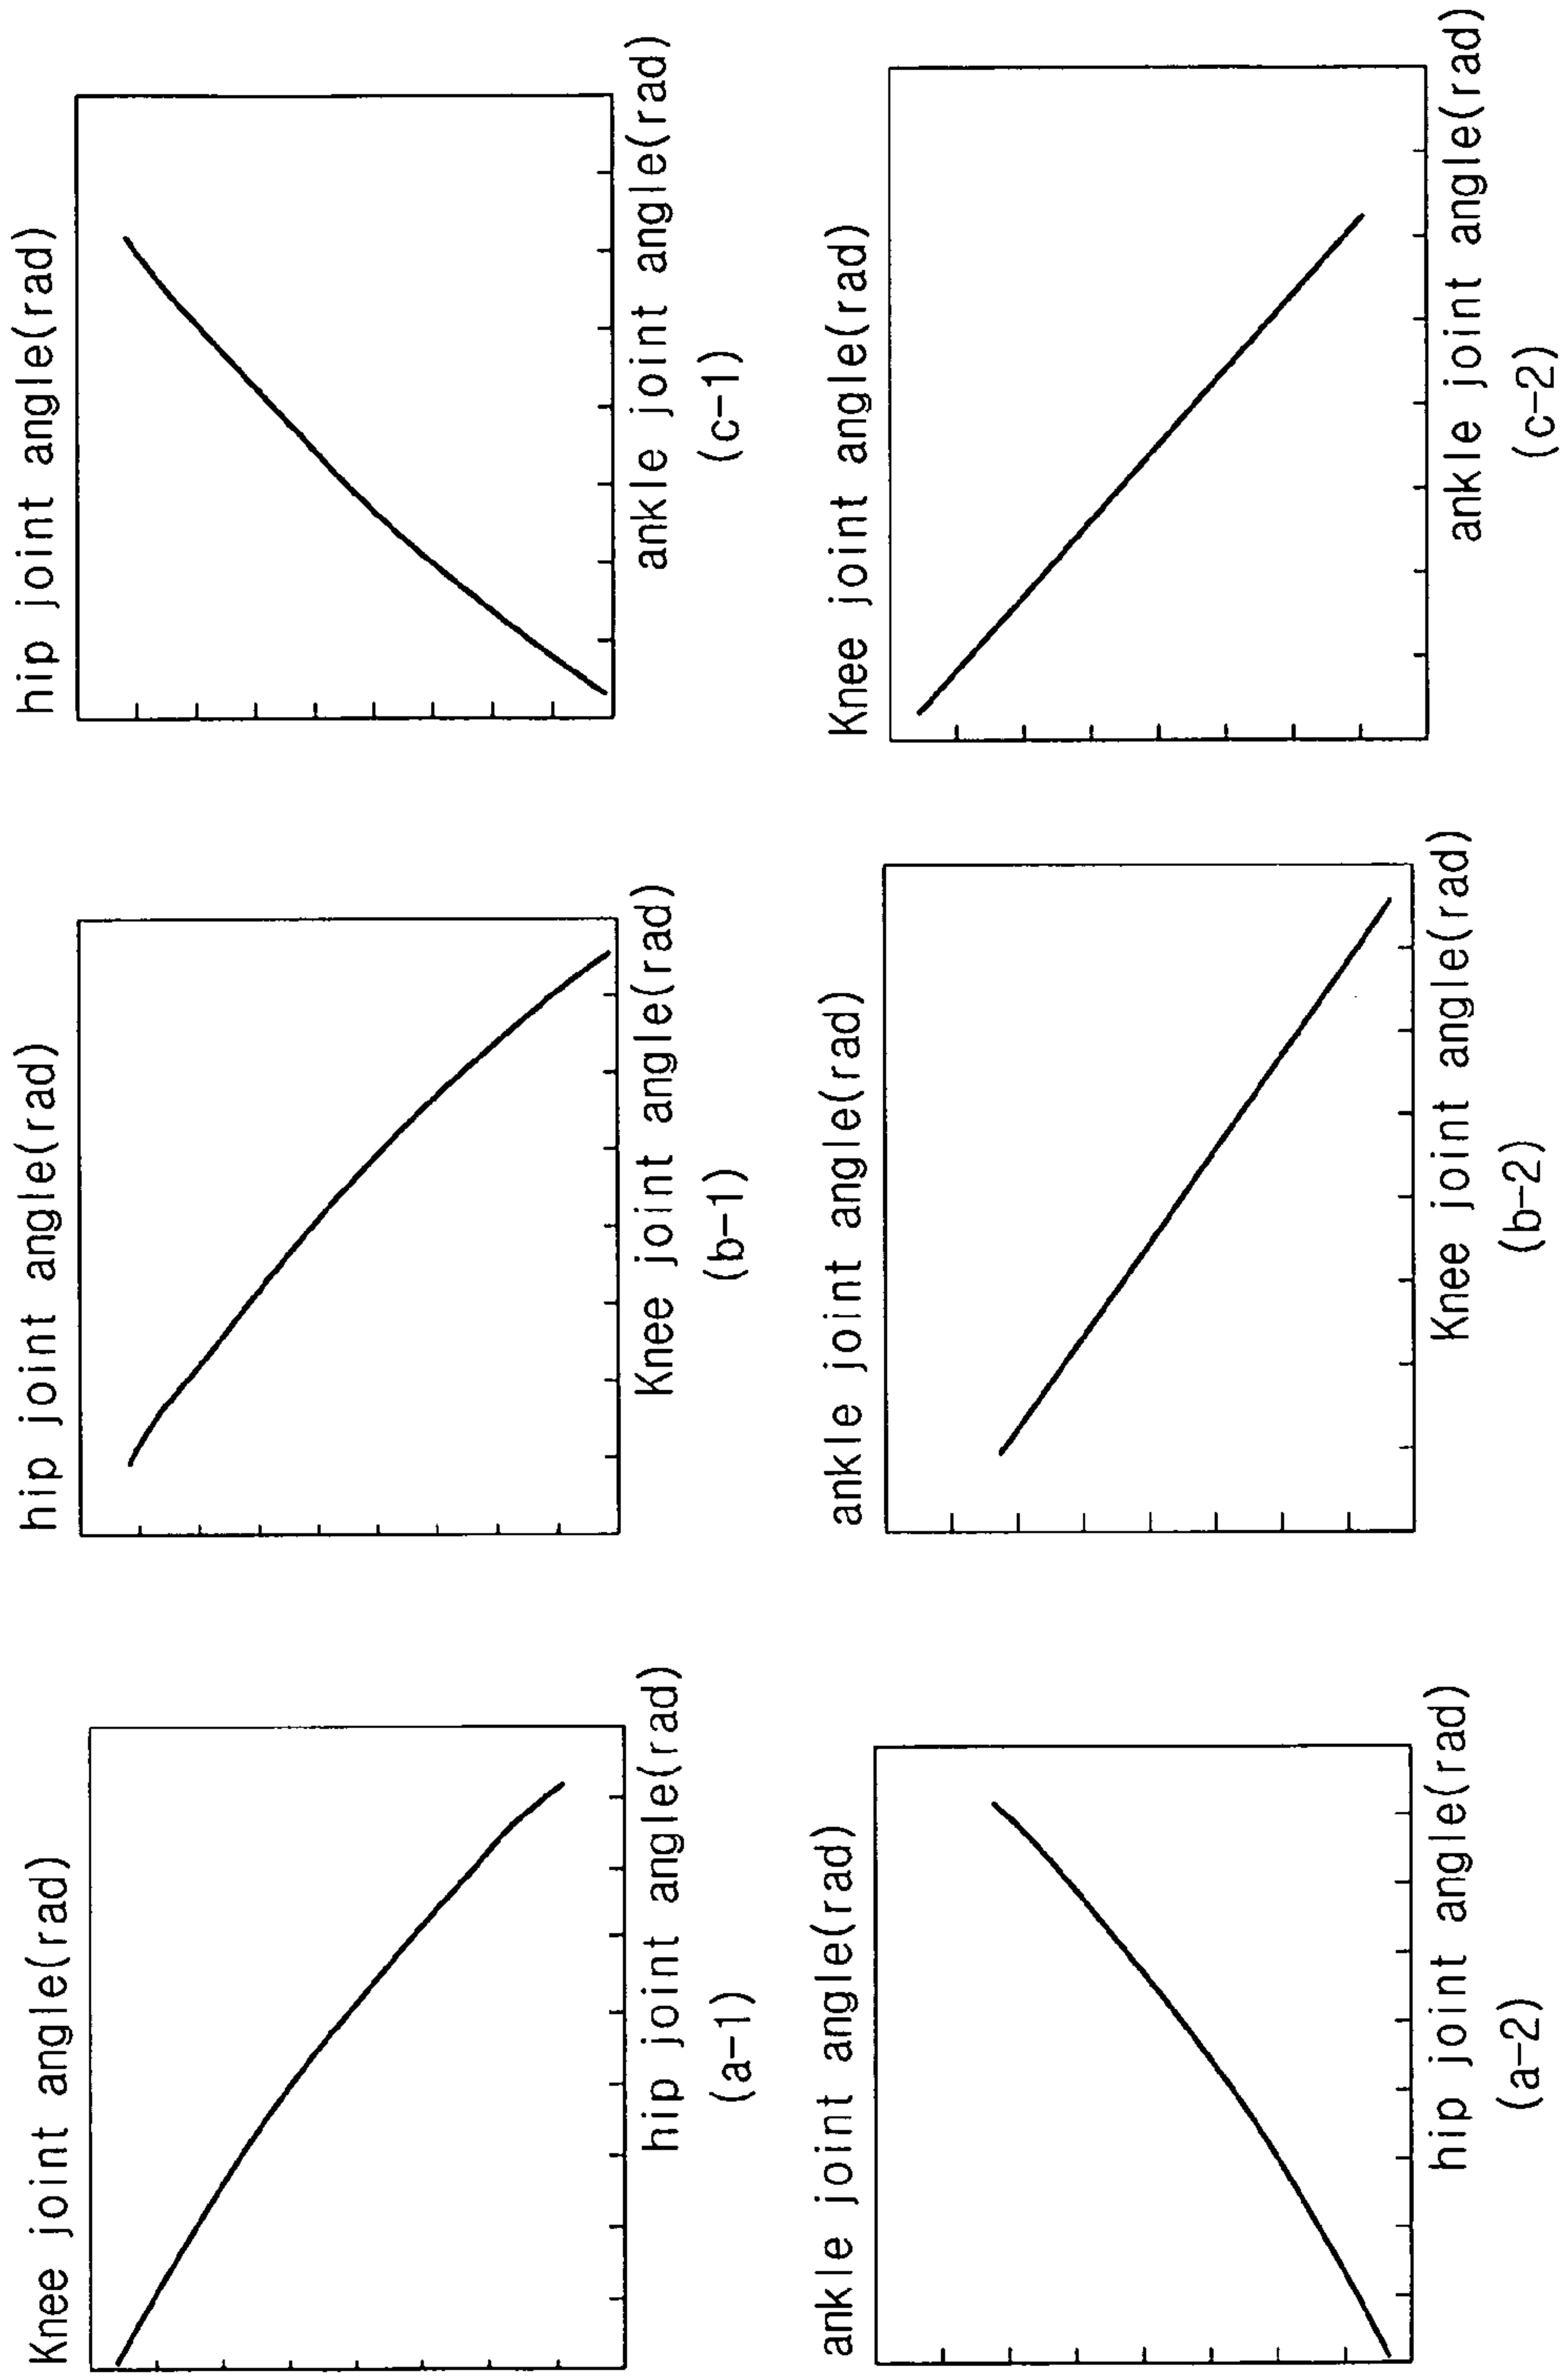 Knee joint angle(rad)
hip joint angle(rad)
(a-1)
hip joint angle(rad)
Knee joint angle(rad)
(b-1)
hip joint angle(rad)
ankle joint angle(rad)
(c-1)
ankle joint angle(rad)
hip joint angle(rad)
(a-2)
ankle joint angle(rad)
Knee joint angle(rad)
(b-2)
Knee joint angle(rad)
ankle joint angle(rad)
(c-2)